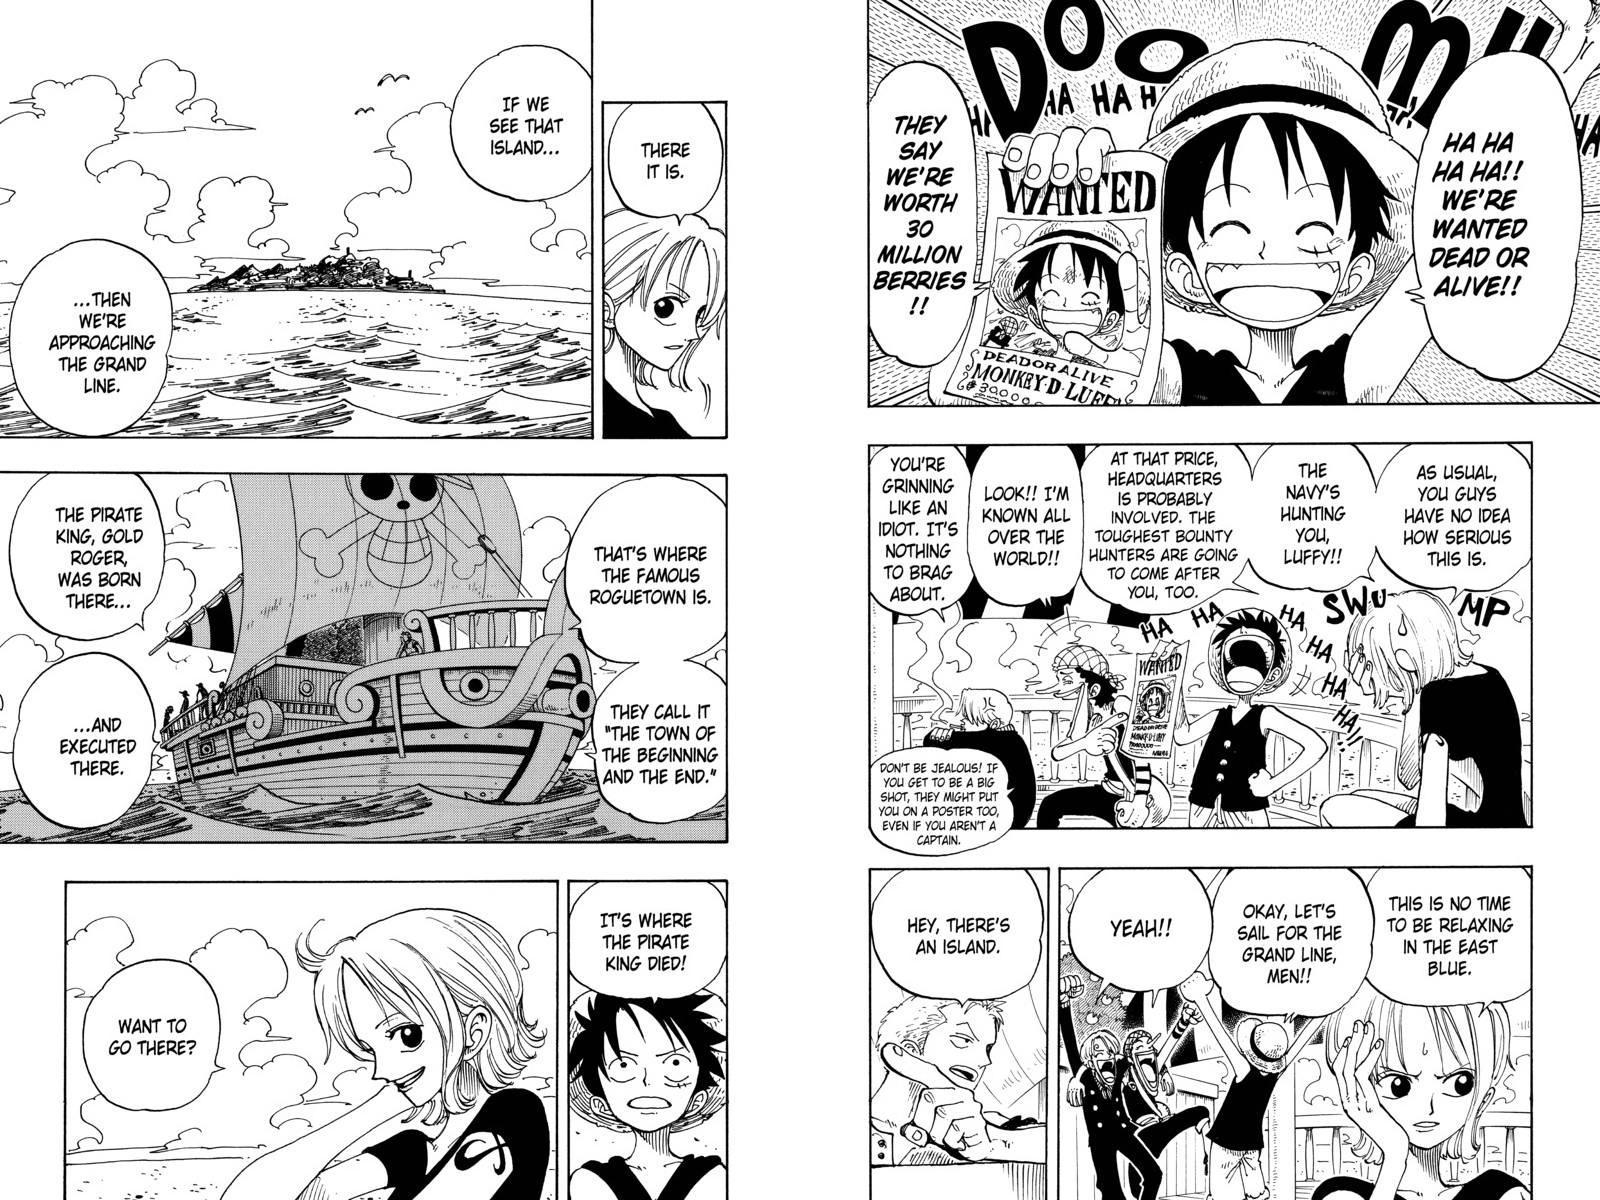 DOOM!!
HA HA HA
HA HA
HA HA!!
WE'RE
WANTED
DEAD OR
ALIVE!!
THEY
SAY
WE'RE
WORTH
30
MILLION
BERRIES
!!
WANTED
DEAD OR ALIVE
MONKEY·D·LUFF
AS USUAL,
YOU GUYS
HAVE NO IDEA
HOW SERIOUS
THIS IS.
SWUMP
THE
NAVY'S
HUNTING
YOU,
LUFFY!!
AT THAT PRICE,
HEADQUARTERS
IS PROBABLY
INVOLVED. THE
TOUGHEST BOUNTY
HUNTERS ARE GOING
TO COME AFTER
YOU, TOO.
HA
HA
HA
HA
HA
HA!!
LOOK!! I'M
KNOWN ALL
OVER THE
WORLD!!
WANTED
DEAD OR ALIVE
YOU'RE
GRINNING
LIKE AN
IDIOT. IT'S
NOTHING
TO BRAG
ABOUT.
DON'T BE JEALOUS! IF
YOU GET TO BE A BIG
SHOT, THEY MIGHT PUT
YOU ON A POSTER TOO,
EVEN IF YOU AREN'T A
CAPTAIN.
THIS IS NO TIME
TO BE RELAXING
IN THE EAST
BLUE.
OKAY, LET'S
SAIL FOR THE
GRAND LINE,
MEN!!
YEAH!!
HEY, THERE'S
AN ISLAND.
THERE
IT IS.
IF WE
SEE THAT
ISLAND...
...THEN
WE'RE
APPROACHING
THE GRAND
LINE.
THAT'S WHERE
THE FAMOUS
ROGUETOWN IS.
THEY CALL IT
"THE TOWN OF
THE BEGINNING
AND THE END."
THE PIRATE
KING, GOLD
ROGER,
WAS BORN
THERE...
...AND
EXECUTED
THERE.
IT'S WHERE
THE PIRATE
KING DIED!
WANT TO
GO THERE?